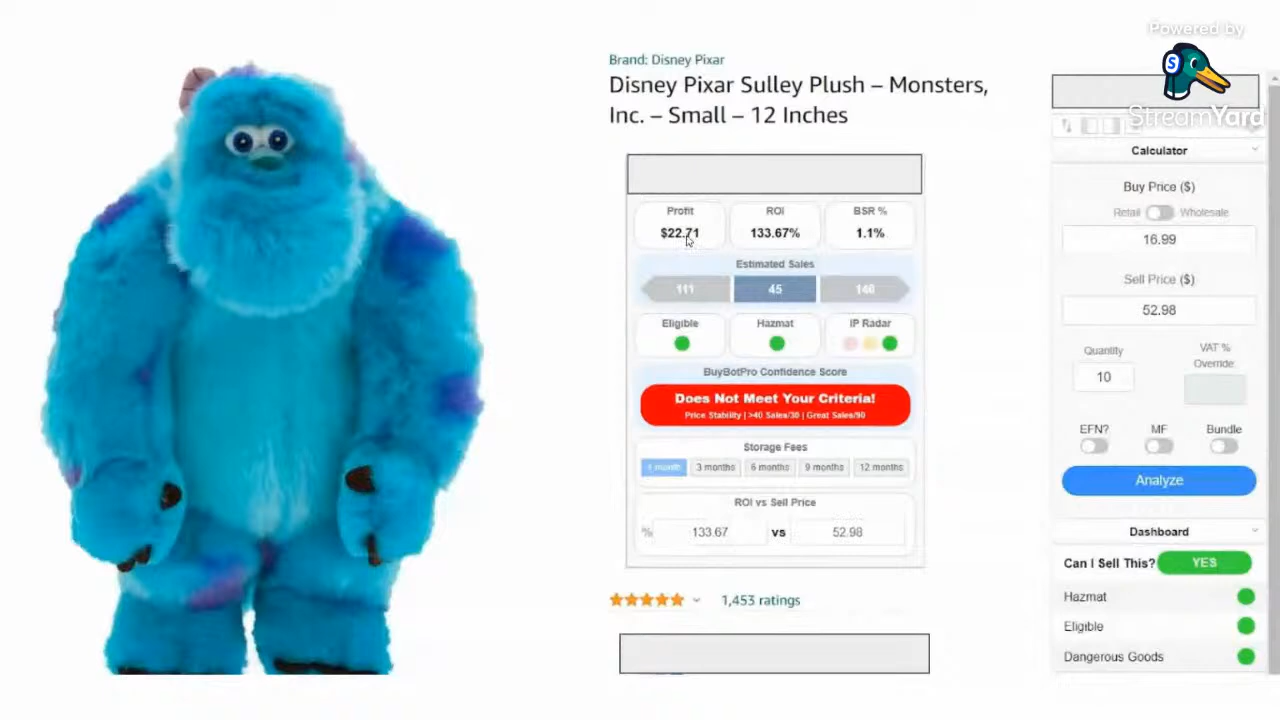 Powered by
StreamYard
Brand: Disney Pixar
Disney Pixar Sulley Plush – Monsters,
Inc. – Small – 12 Inches
Profit
$22.71
ROI
133.67%
BSR %
1.1%
Estimated Sales
111
45
140
Eligible
Hazmat
IP Radar
BuyBotPro Confidence Score
Does Not Meet Your Criteria!
Price Stability | >40 Sales/30 | Great Sales/90
Storage Fees
1 month
3 months
6 months
9 months
12 months
ROI vs Sell Price
%
133.67
vs
52.98
1,453 ratings
Calculator
Buy Price ($)
Retail
Wholesale
16.99
Sell Price ($)
52.98
Quantity
10
VAT %
Override
EFN?
MF
Bundle
Analyze
Dashboard
Can I Sell This? YES
Hazmat
Eligible
Dangerous Goods